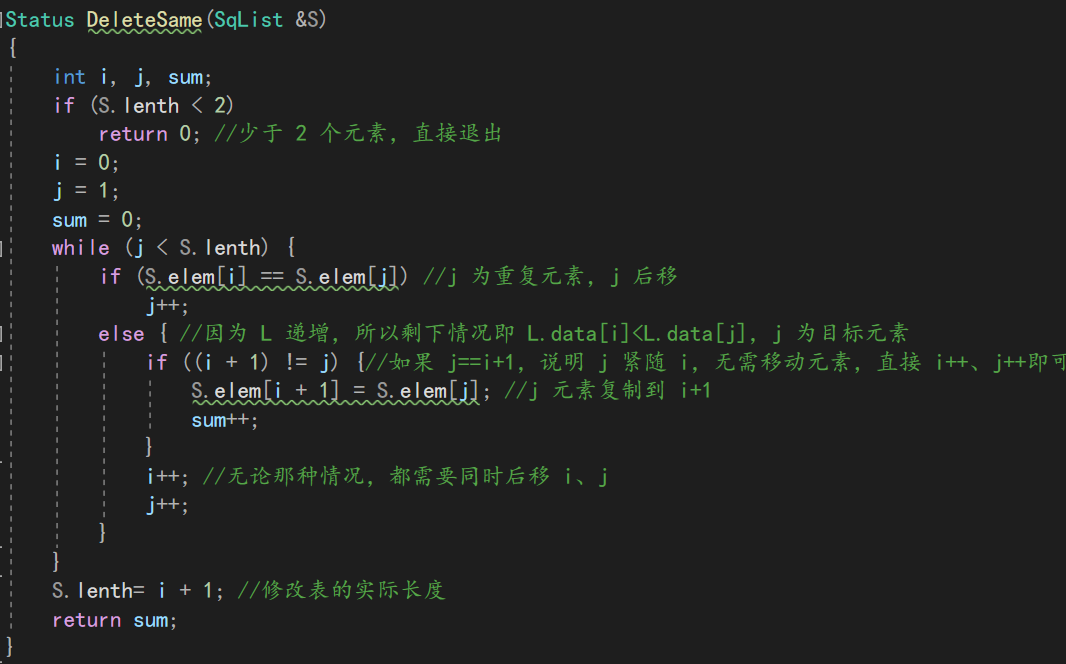 Status DeleteSame(SqList &S)
{
int i, j, sum;
if (S.lenth < 2)
return 0; //少于 2 个元素，直接退出
i = 0;
j = 1;
sum = 0;
while (j < S.lenth) {
if (S.elem[i] == S.elem[j]) //j 为重复元素，j 后移
j++;
else { //因为 L 递增，所以剩下情况即 L.data[i]<L.data[j]，j 为目标元素
if ((i + 1) != j) {//如果 j==i+1，说明 j 紧随 i，无需移动元素，直接 i++、j++即可
S.elem[i + 1] = S.elem[j]; //j 元素复制到 i+1
sum++;
}
i++; //无论那种情况，都需要同时后移 i、j
j++;
}
}
S.lenth= i + 1; //修改表的实际长度
return sum;
}